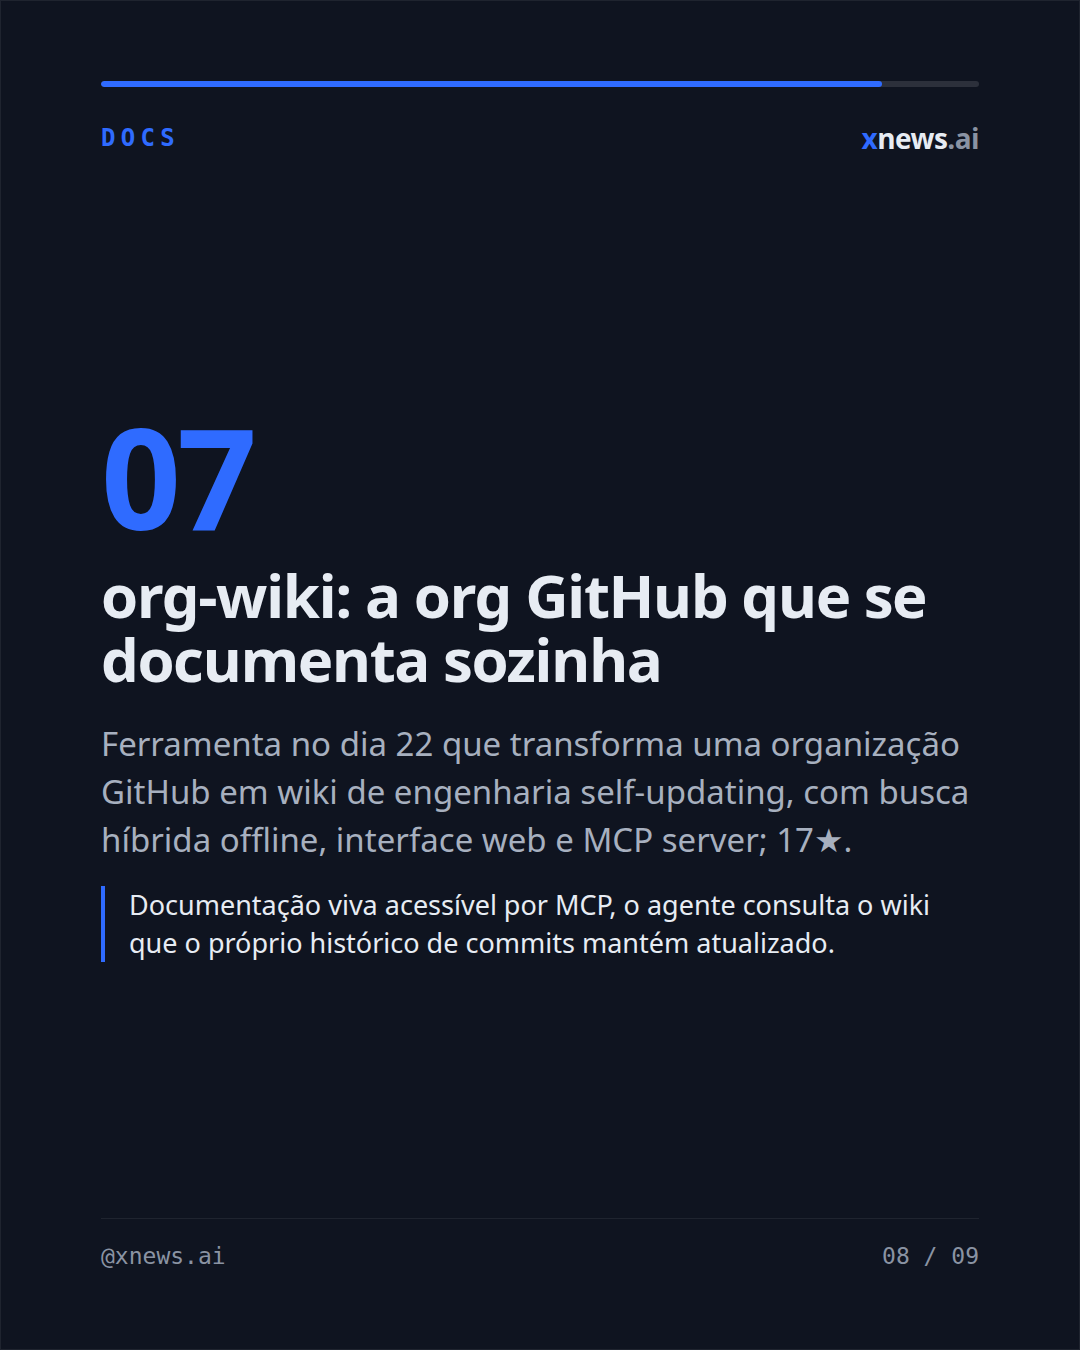 DOCS
xnews.ai
07
org-wiki: a org GitHub que se
documenta sozinha
Ferramenta no dia 22 que transforma uma organização
GitHub em wiki de engenharia self-updating, com busca
híbrida offline, interface web e MCP server; 17★.
Documentação viva acessível por MCP, o agente consulta o wiki
que o próprio histórico de commits mantém atualizado.
@xnews.ai
08 / 09